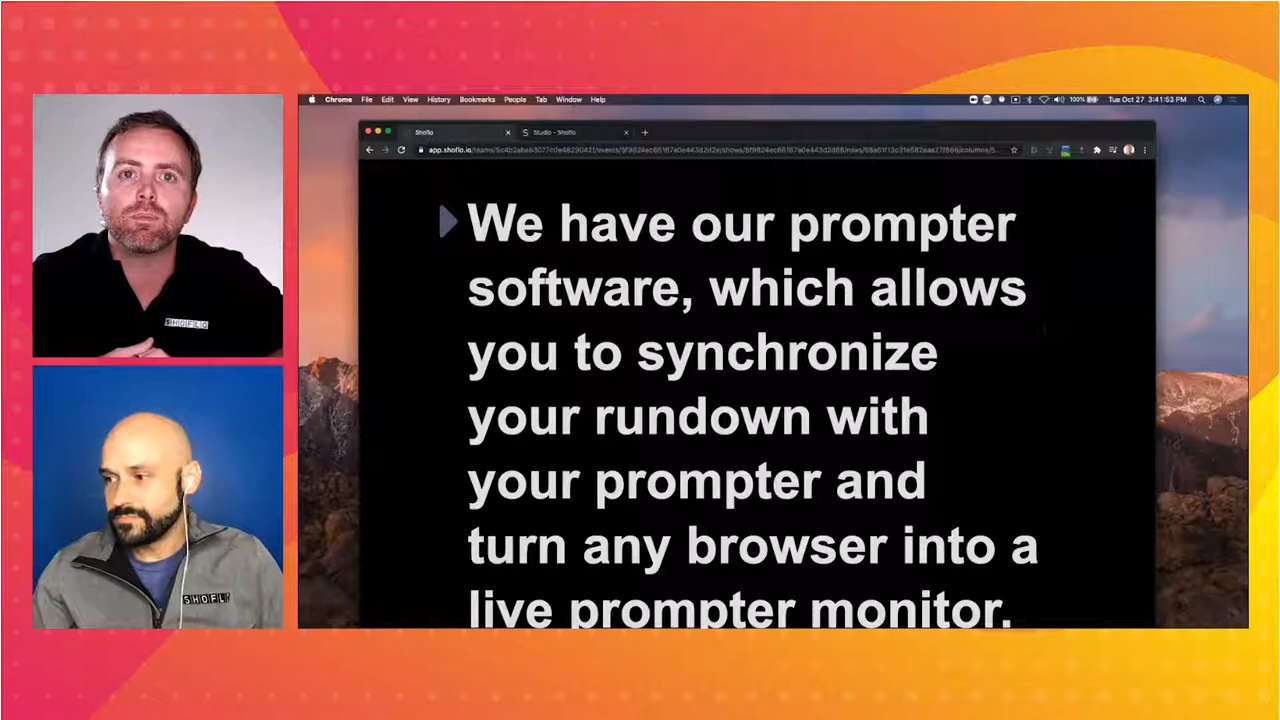 Chrome File Edit View History Bookmarks People Tab Window Help
100%
Tue Oct 27 3:41:53 PM
Shoflo
Studio - Shoflo
We have our prompter
software, which allows
you to synchronize
your rundown with
your prompter and
turn any browser into a
live prompter monitor.
SHOFLO
SHOFLO